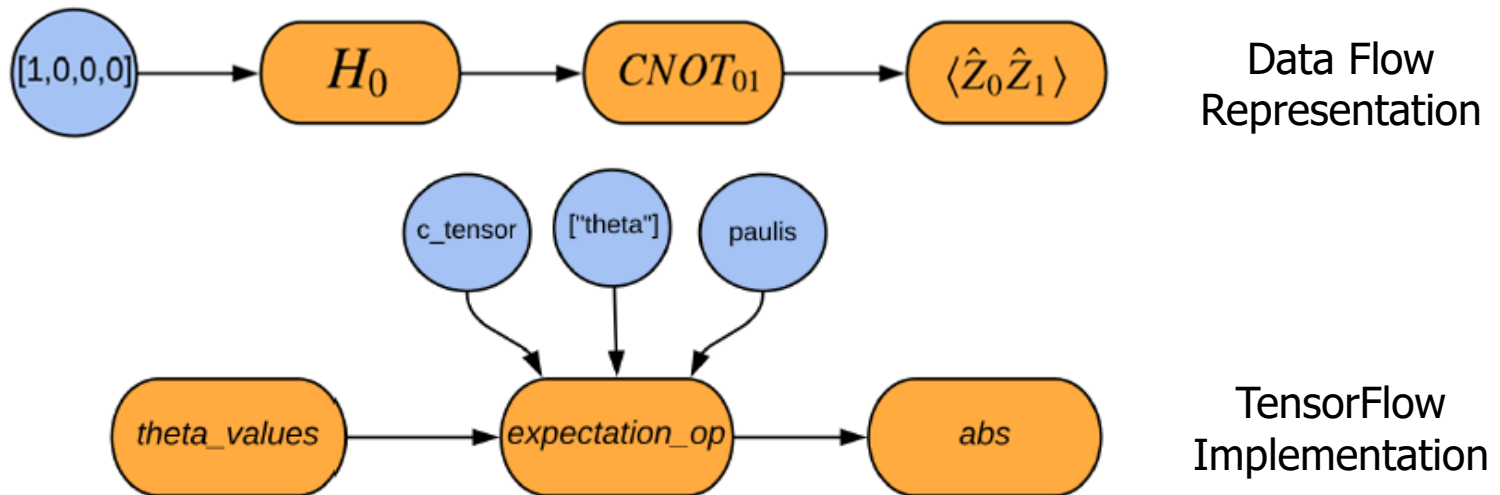 [1,0,0,0]
H₀
CNOT₀₁
⟨Ẑ₀Ẑ₁⟩
Data Flow
Representation
c_tensor
["theta"]
paulis
theta_values
expectation_op
abs
TensorFlow
Implementation